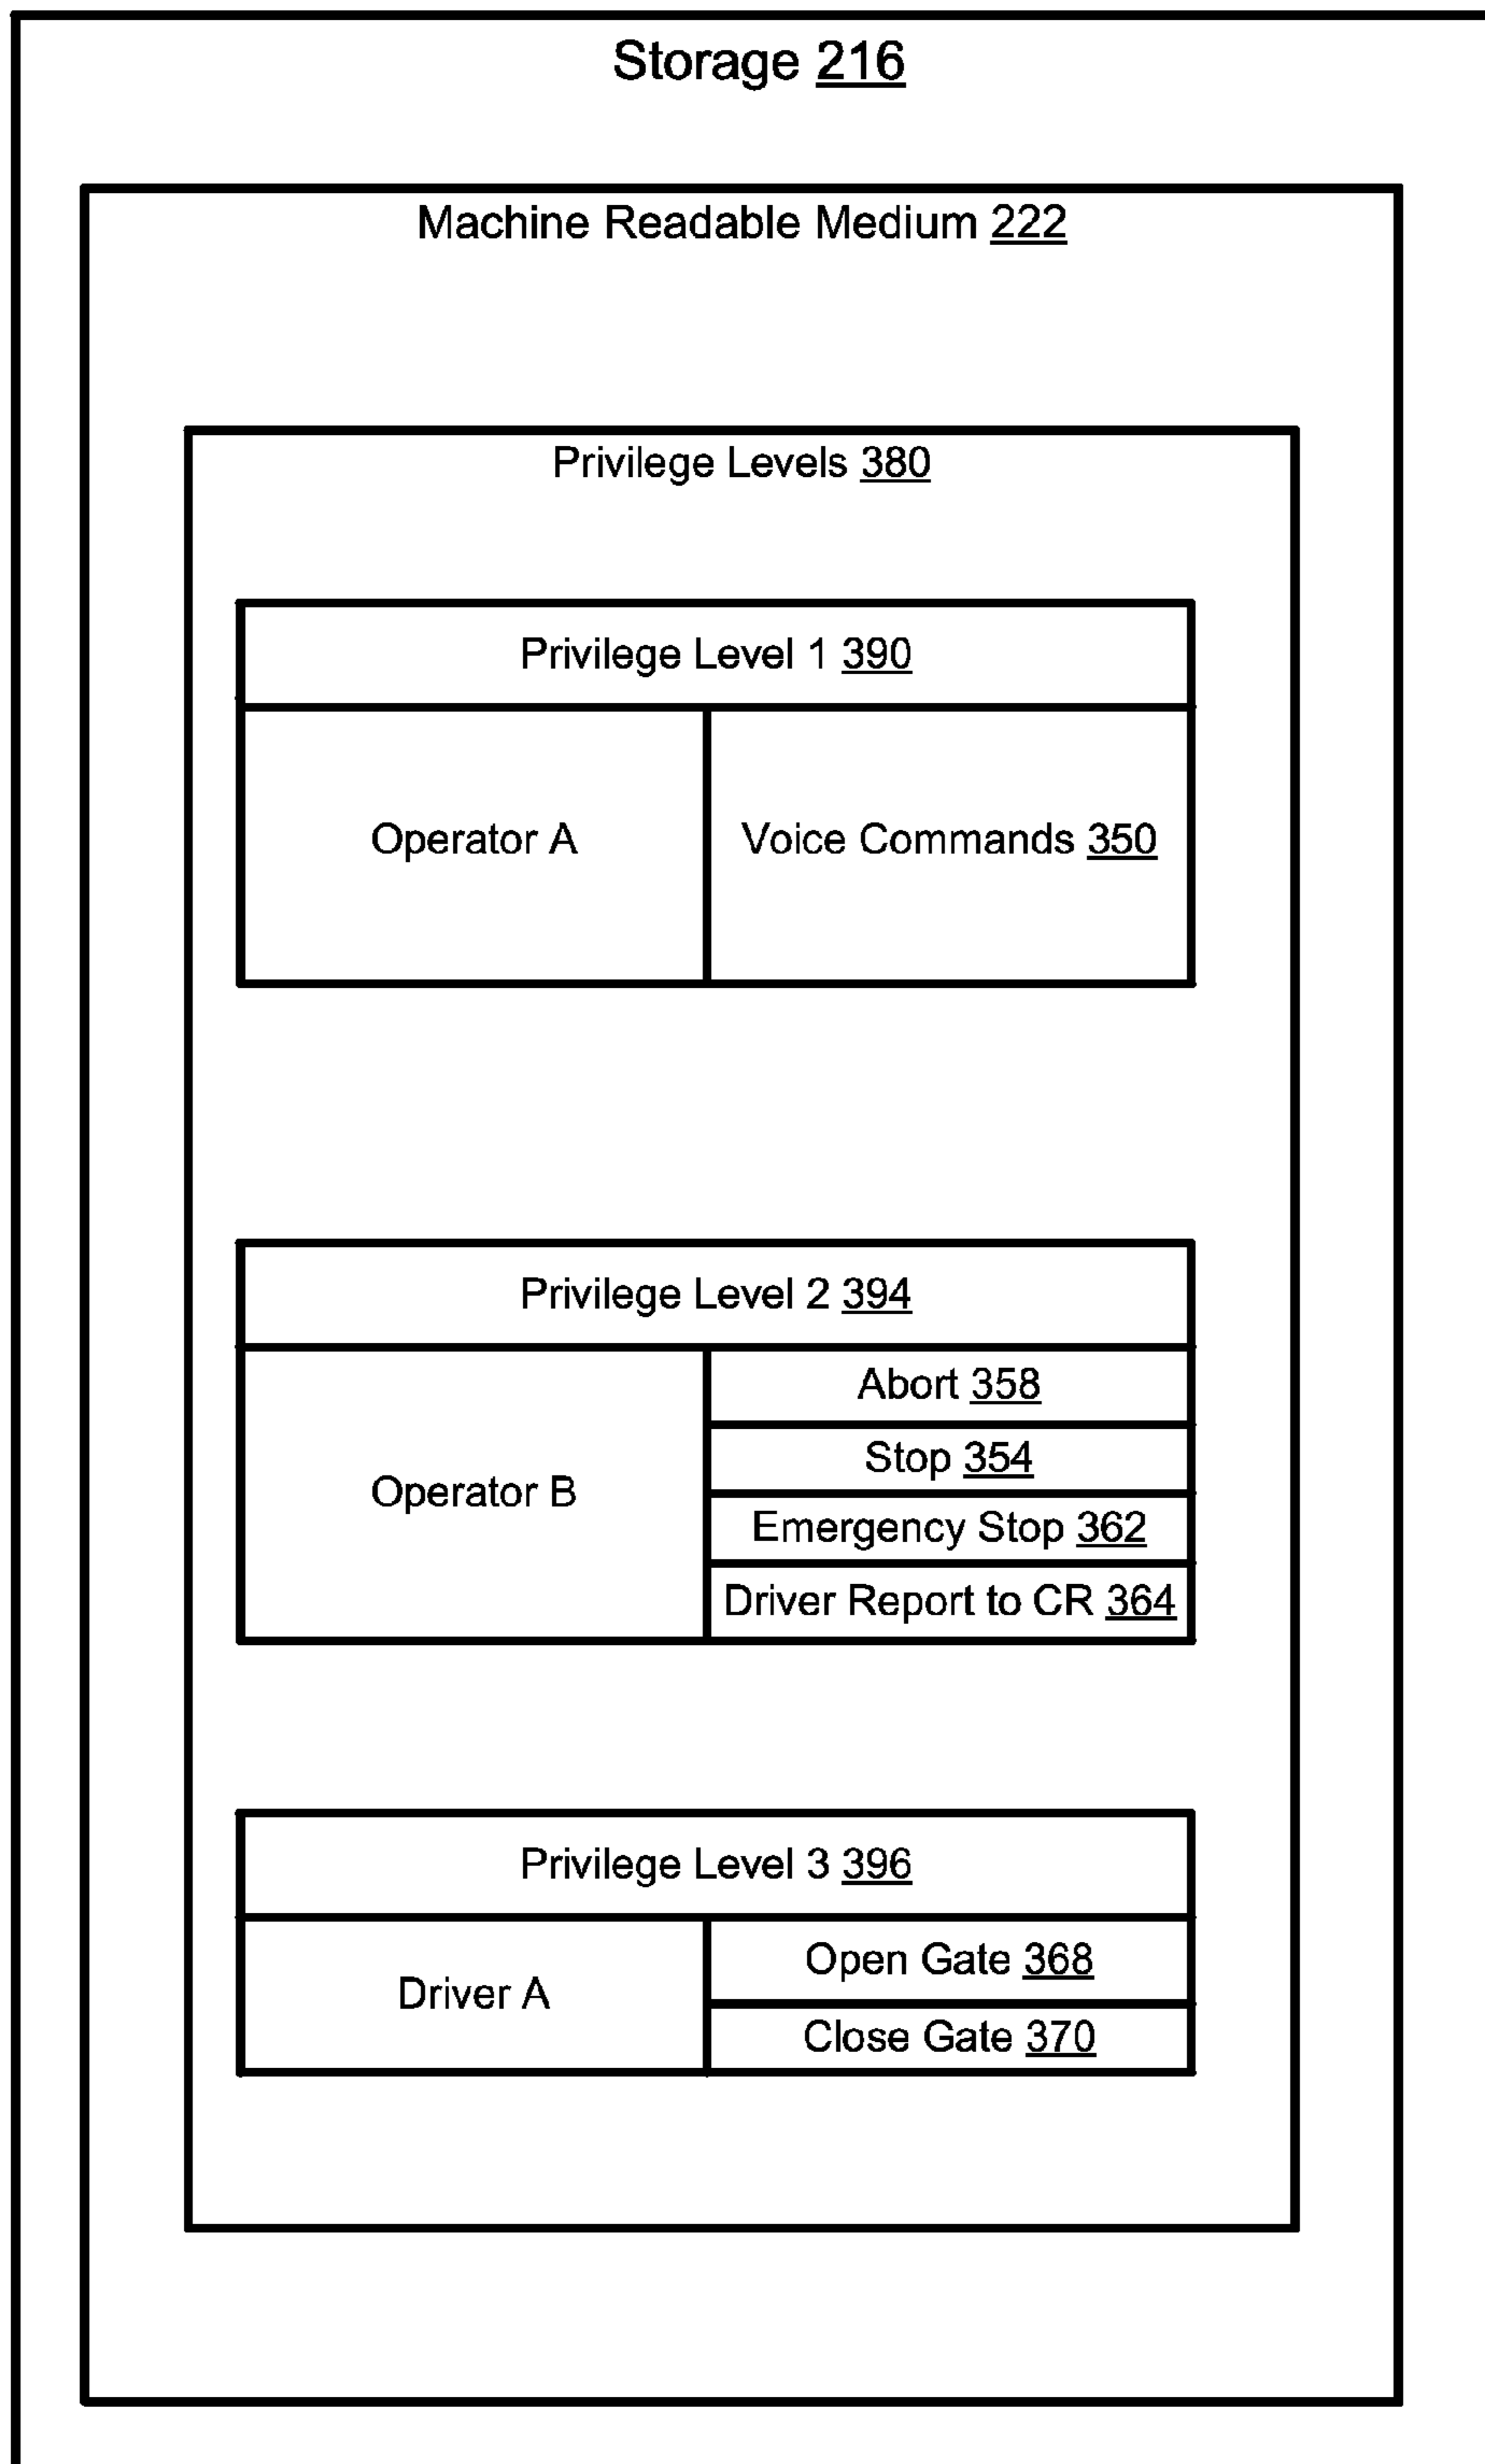 Storage 216
Machine Readable Medium 222
Privilege Levels 380
Privilege Level 1 390
Operator A
Voice Commands 350
Privilege Level 2 394
Operator B
Abort 358
Stop 354
Emergency Stop 362
Driver Report to CR 364
Privilege Level 3 396
Driver A
Open Gate 368
Close Gate 370